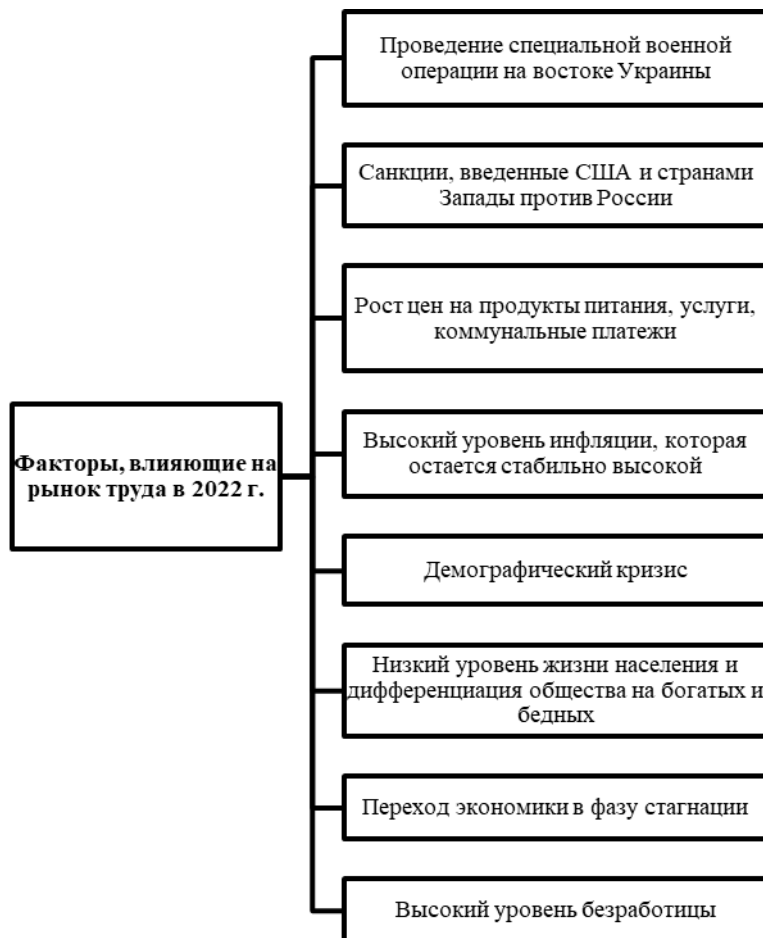 Проведение специальной военной
операции на востоке Украины
Санкции, введенные США и странами
Запады против России
Рост цен на продукты питания, услуги,
коммунальные платежи
Факторы, влияющие на
рынок труда в 2022 г.
Высокий уровень инфляции, которая
остается стабильно высокой
Демографический кризис
Низкий уровень жизни населения и
дифференциация общества на богатых и
бедных
Переход экономики в фазу стагнации
Высокий уровень безработицы